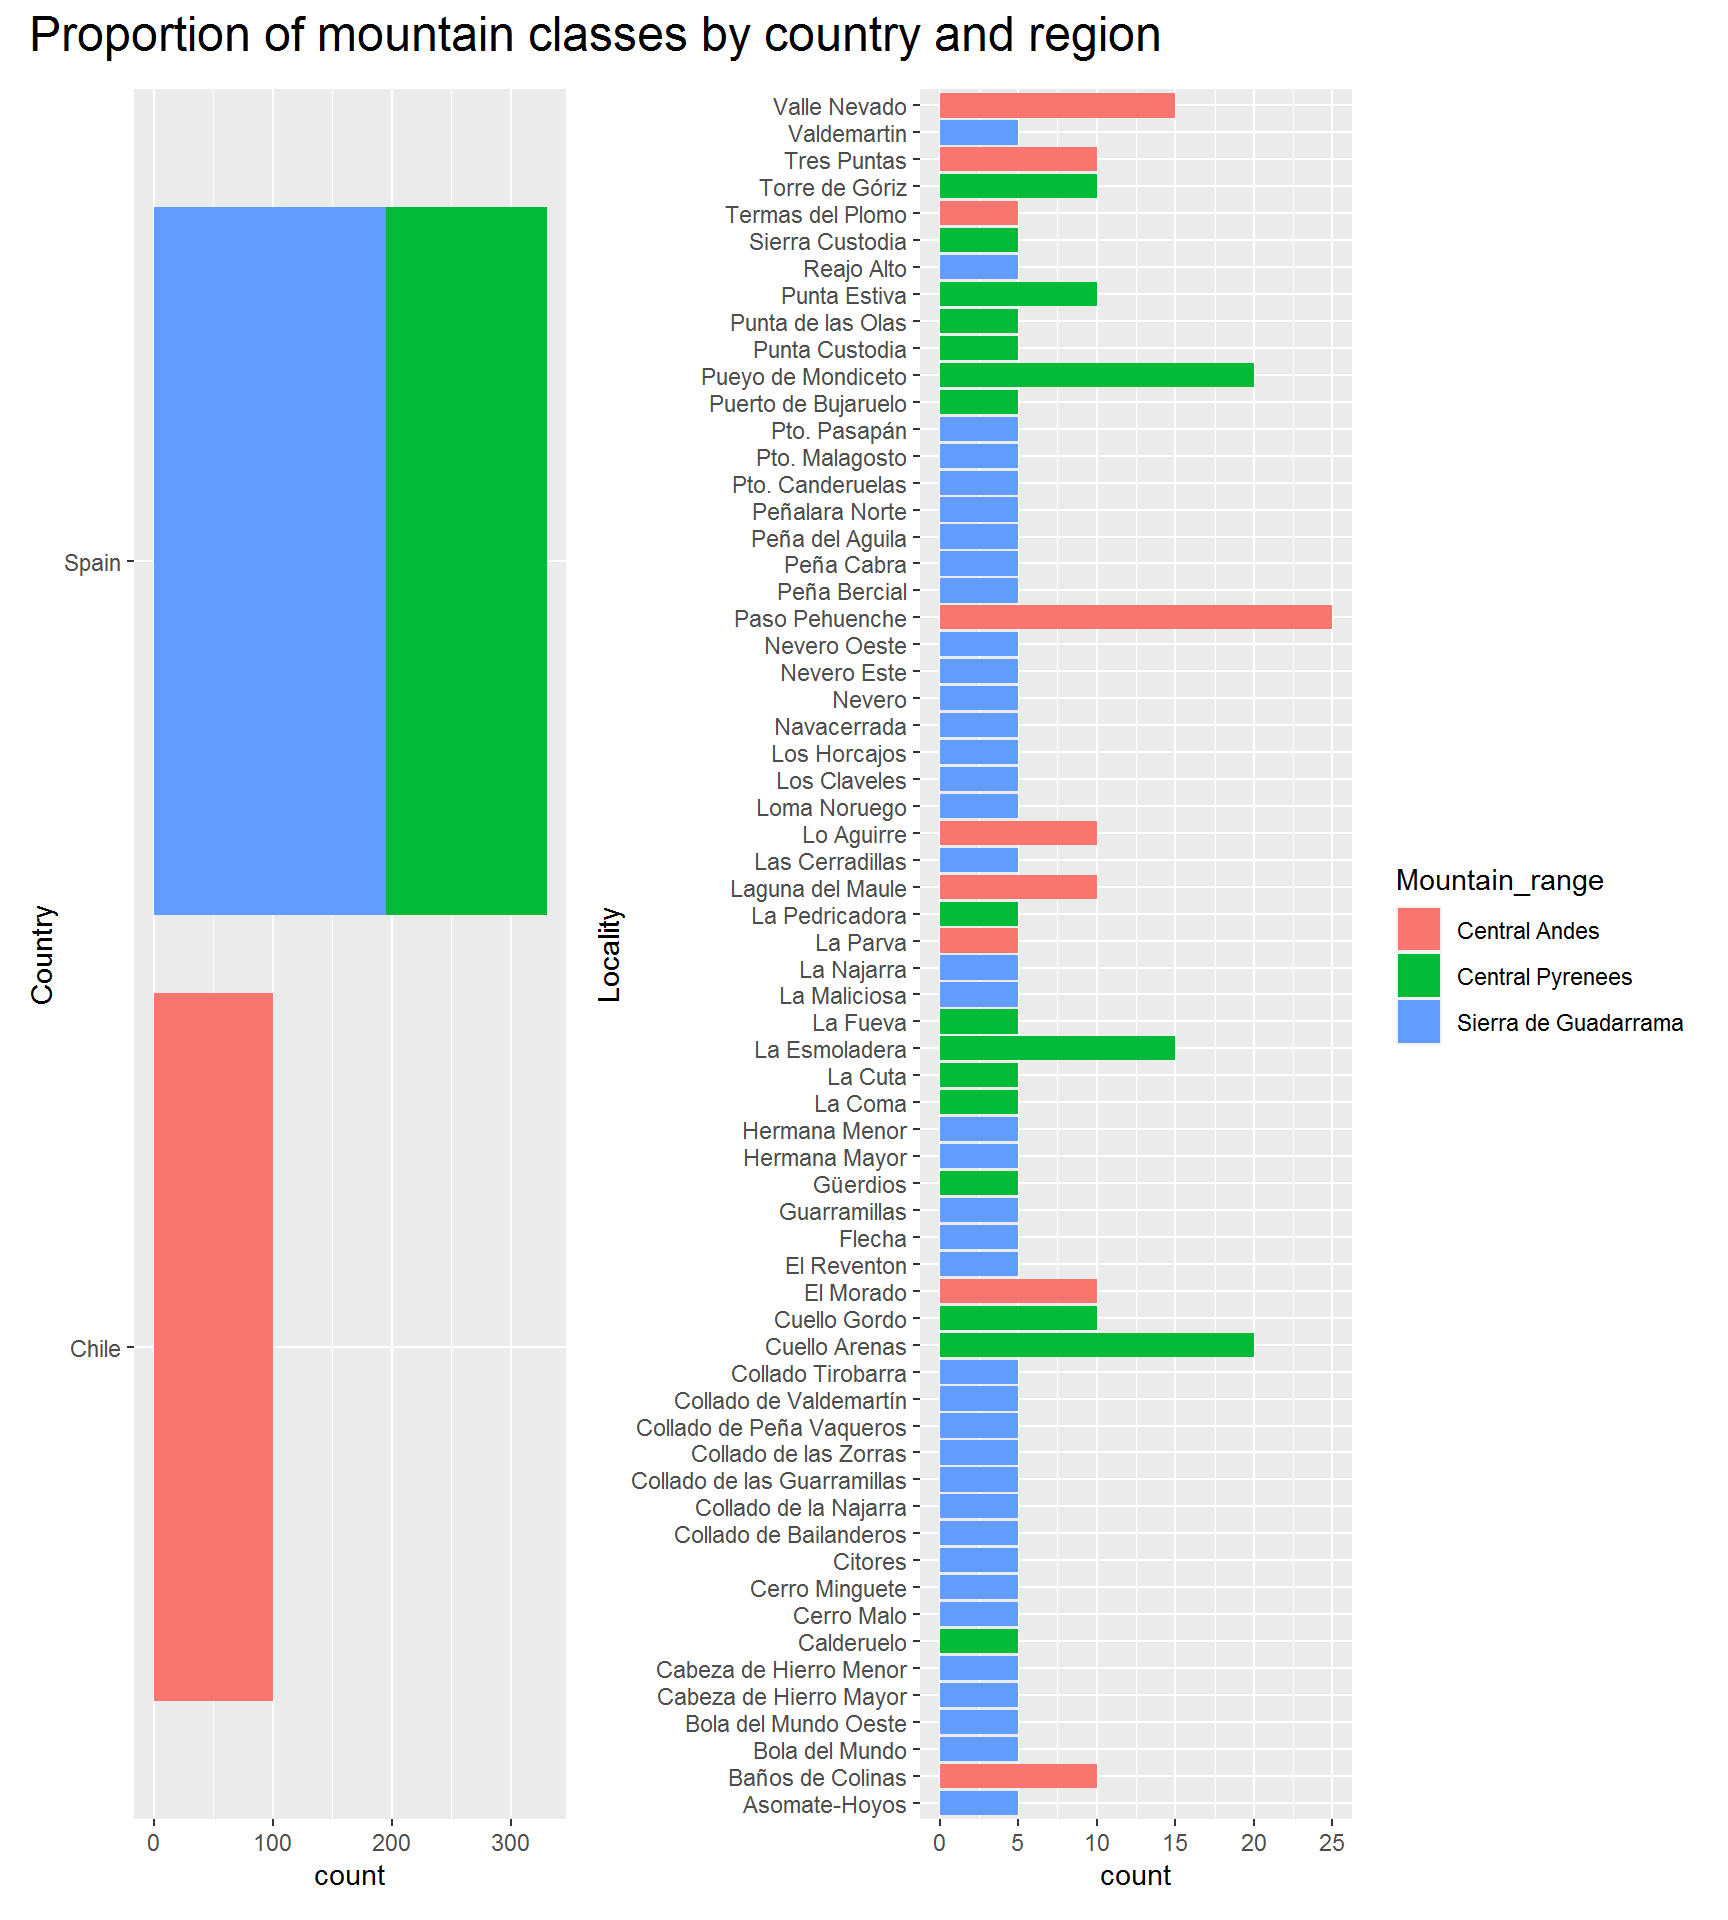 Proportion of mountain classes by country and region
Country
Spain
Chile
0 100 200 300
count
Locality
Valle Nevado
Valdemartin
Tres Puntas
Torre de Góriz
Termas del Plomo
Sierra Custodia
Reajo Alto
Punta Estiva
Punta de las Olas
Punta Custodia
Pueyo de Mondiceto
Puerto de Bujaruelo
Pto. Pasapán
Pto. Malagosto
Pto. Canderuelas
Peñalara Norte
Peña del Aguila
Peña Cabra
Peña Bercial
Paso Pehuenche
Nevero Oeste
Nevero Este
Nevero
Navacerrada
Los Horcajos
Los Claveles
Loma Noruego
Lo Aguirre
Las Cerradillas
Laguna del Maule
La Pedricadora
La Parva
La Najarra
La Maliciosa
La Fueva
La Esmoladera
La Cuta
La Coma
Hermana Menor
Hermana Mayor
Güerdios
Guarramillas
Flecha
El Reventon
El Morado
Cuello Gordo
Cuello Arenas
Collado Tirobarra
Collado de Valdemartín
Collado de Peña Vaqueros
Collado de las Zorras
Collado de las Guarramillas
Collado de la Najarra
Collado de Bailanderos
Citores
Cerro Minguete
Cerro Malo
Calderuelo
Cabeza de Hierro Menor
Cabeza de Hierro Mayor
Bola del Mundo Oeste
Bola del Mundo
Baños de Colinas
Asomate-Hoyos
0 5 10 15 20 25
count
Mountain_range
Central Andes
Central Pyrenees
Sierra de Guadarrama